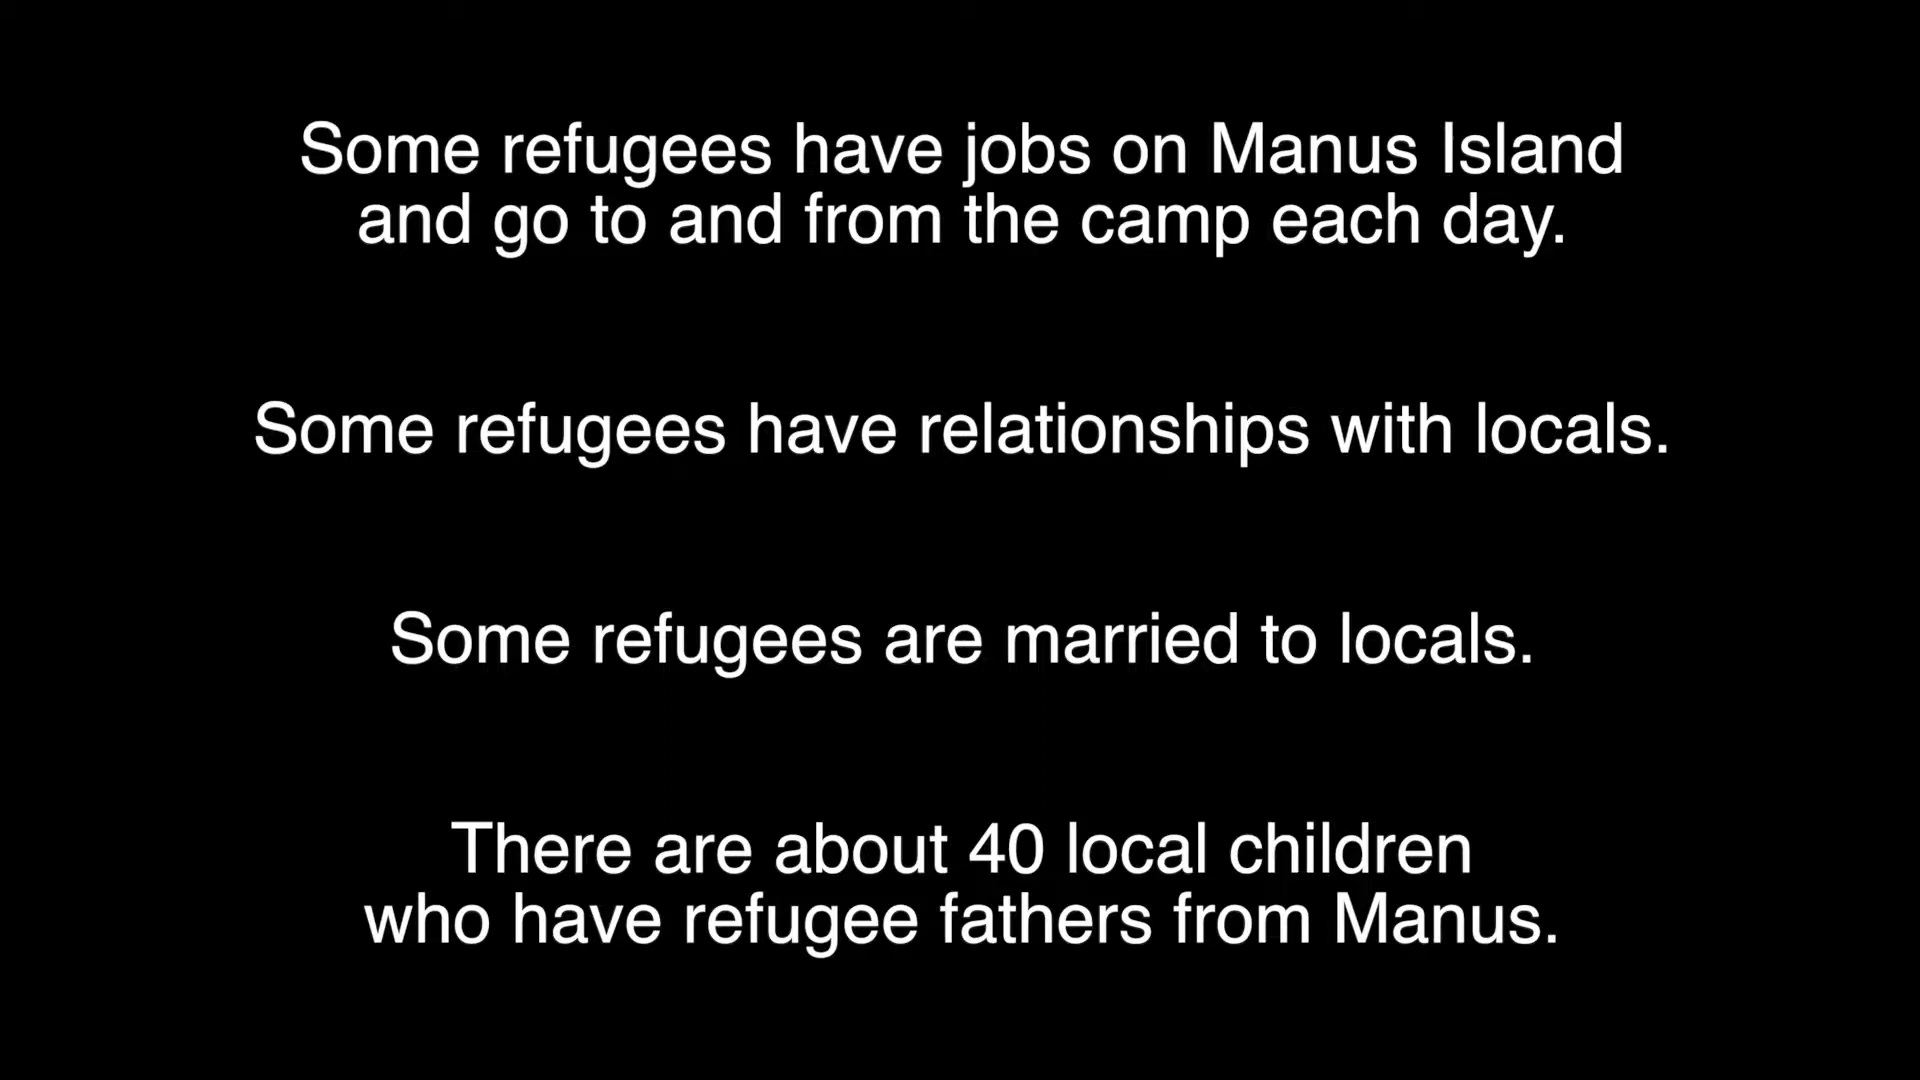 Some refugees have jobs on Manus Island
and go to and from the camp each day.
Some refugees have relationships with locals.
Some refugees are married to locals.
There are about 40 local children
who have refugee fathers from Manus.